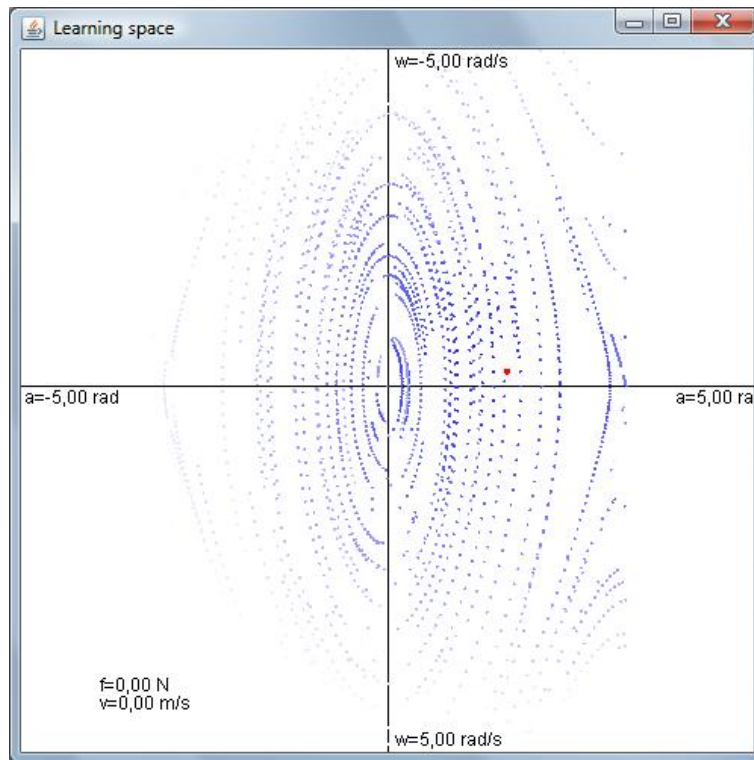 Learning space
w=-5,00 rad/s
a=-5,00 rad
a=5,00 ra
f=0,00 N
v=0,00 m/s
w=5,00 rad/s